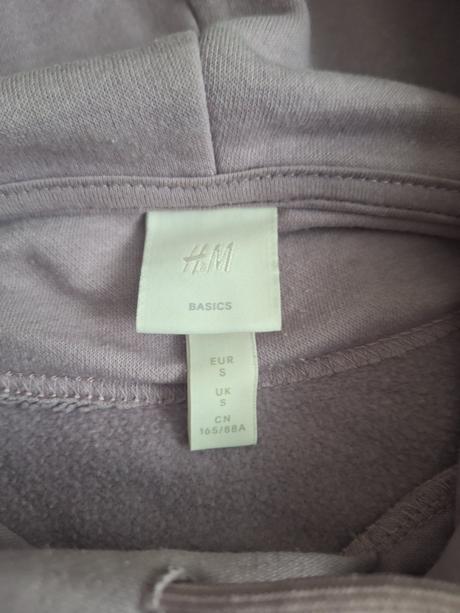 H&M
BASICS
EUR
S
UK
S
CN
165/88A